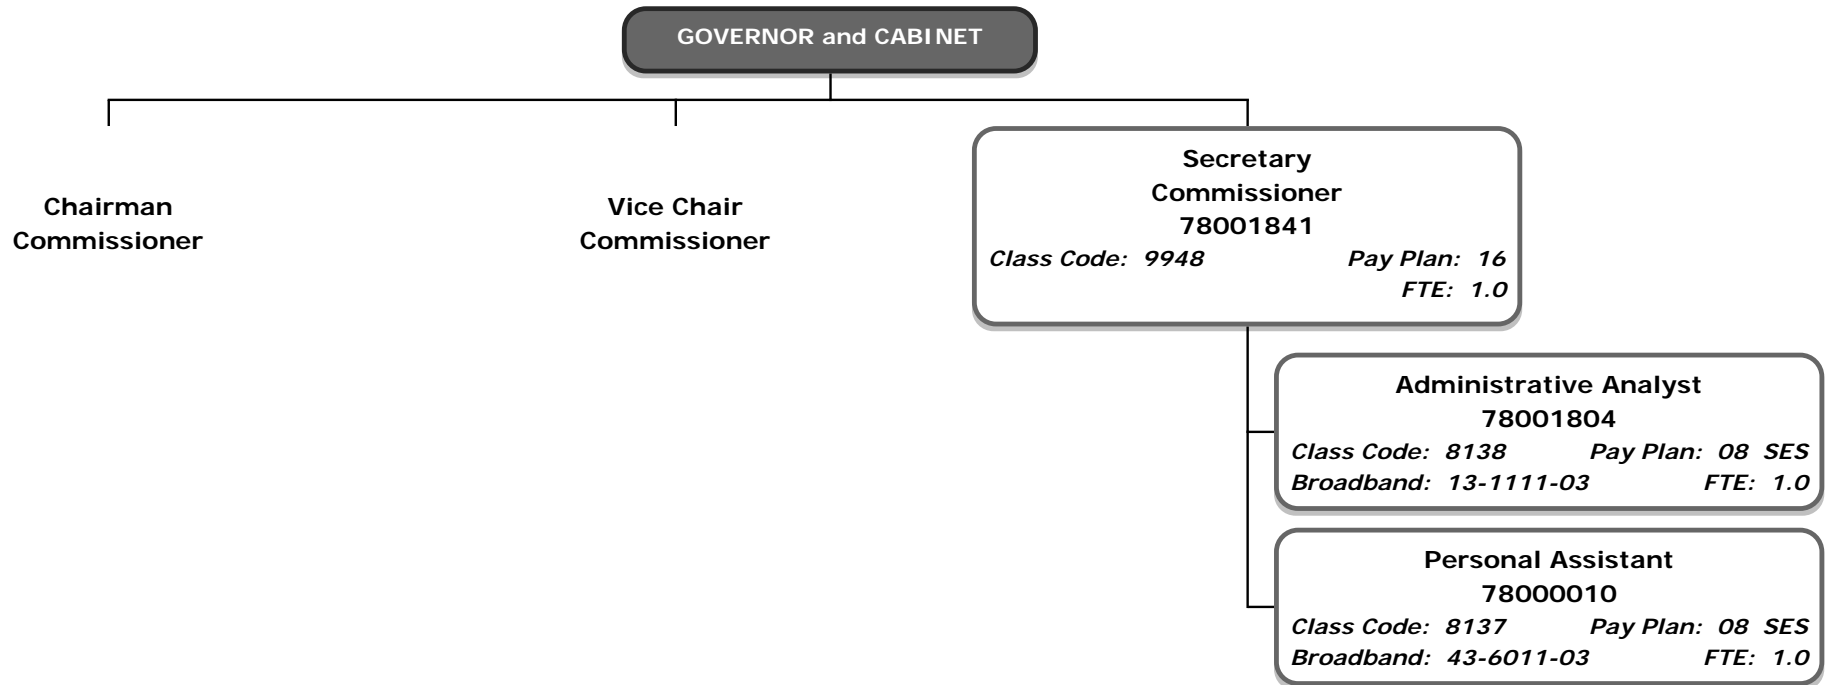 GOVERNOR and CABINET
Chairman
Commissioner
Vice Chair
Commissioner
Secretary
Commissioner
78001841
Class Code: 9948 Pay Plan: 16
FTE: 1.0
Administrative Analyst
78001804
Class Code: 8138 Pay Plan: 08 SES
Broadband: 13-1111-03 FTE: 1.0
Personal Assistant
78000010
Class Code: 8137 Pay Plan: 08 SES
Broadband: 43-6011-03 FTE: 1.0